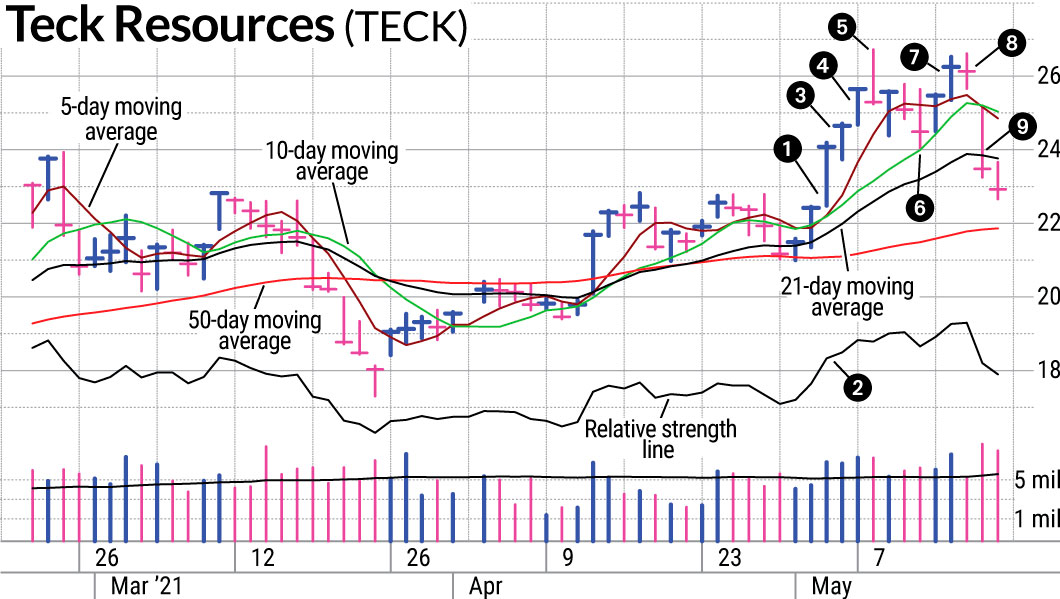 Teck Resources (TECK)
5-day moving
average
10-day moving
average
50-day moving
average
21-day moving
average
Relative strength
line
1
2
3
4
5
6
7
8
9
26
24
22
20
18
5 mil
1 mil
26
12
26
9
23
7
Mar ’21
Apr
May